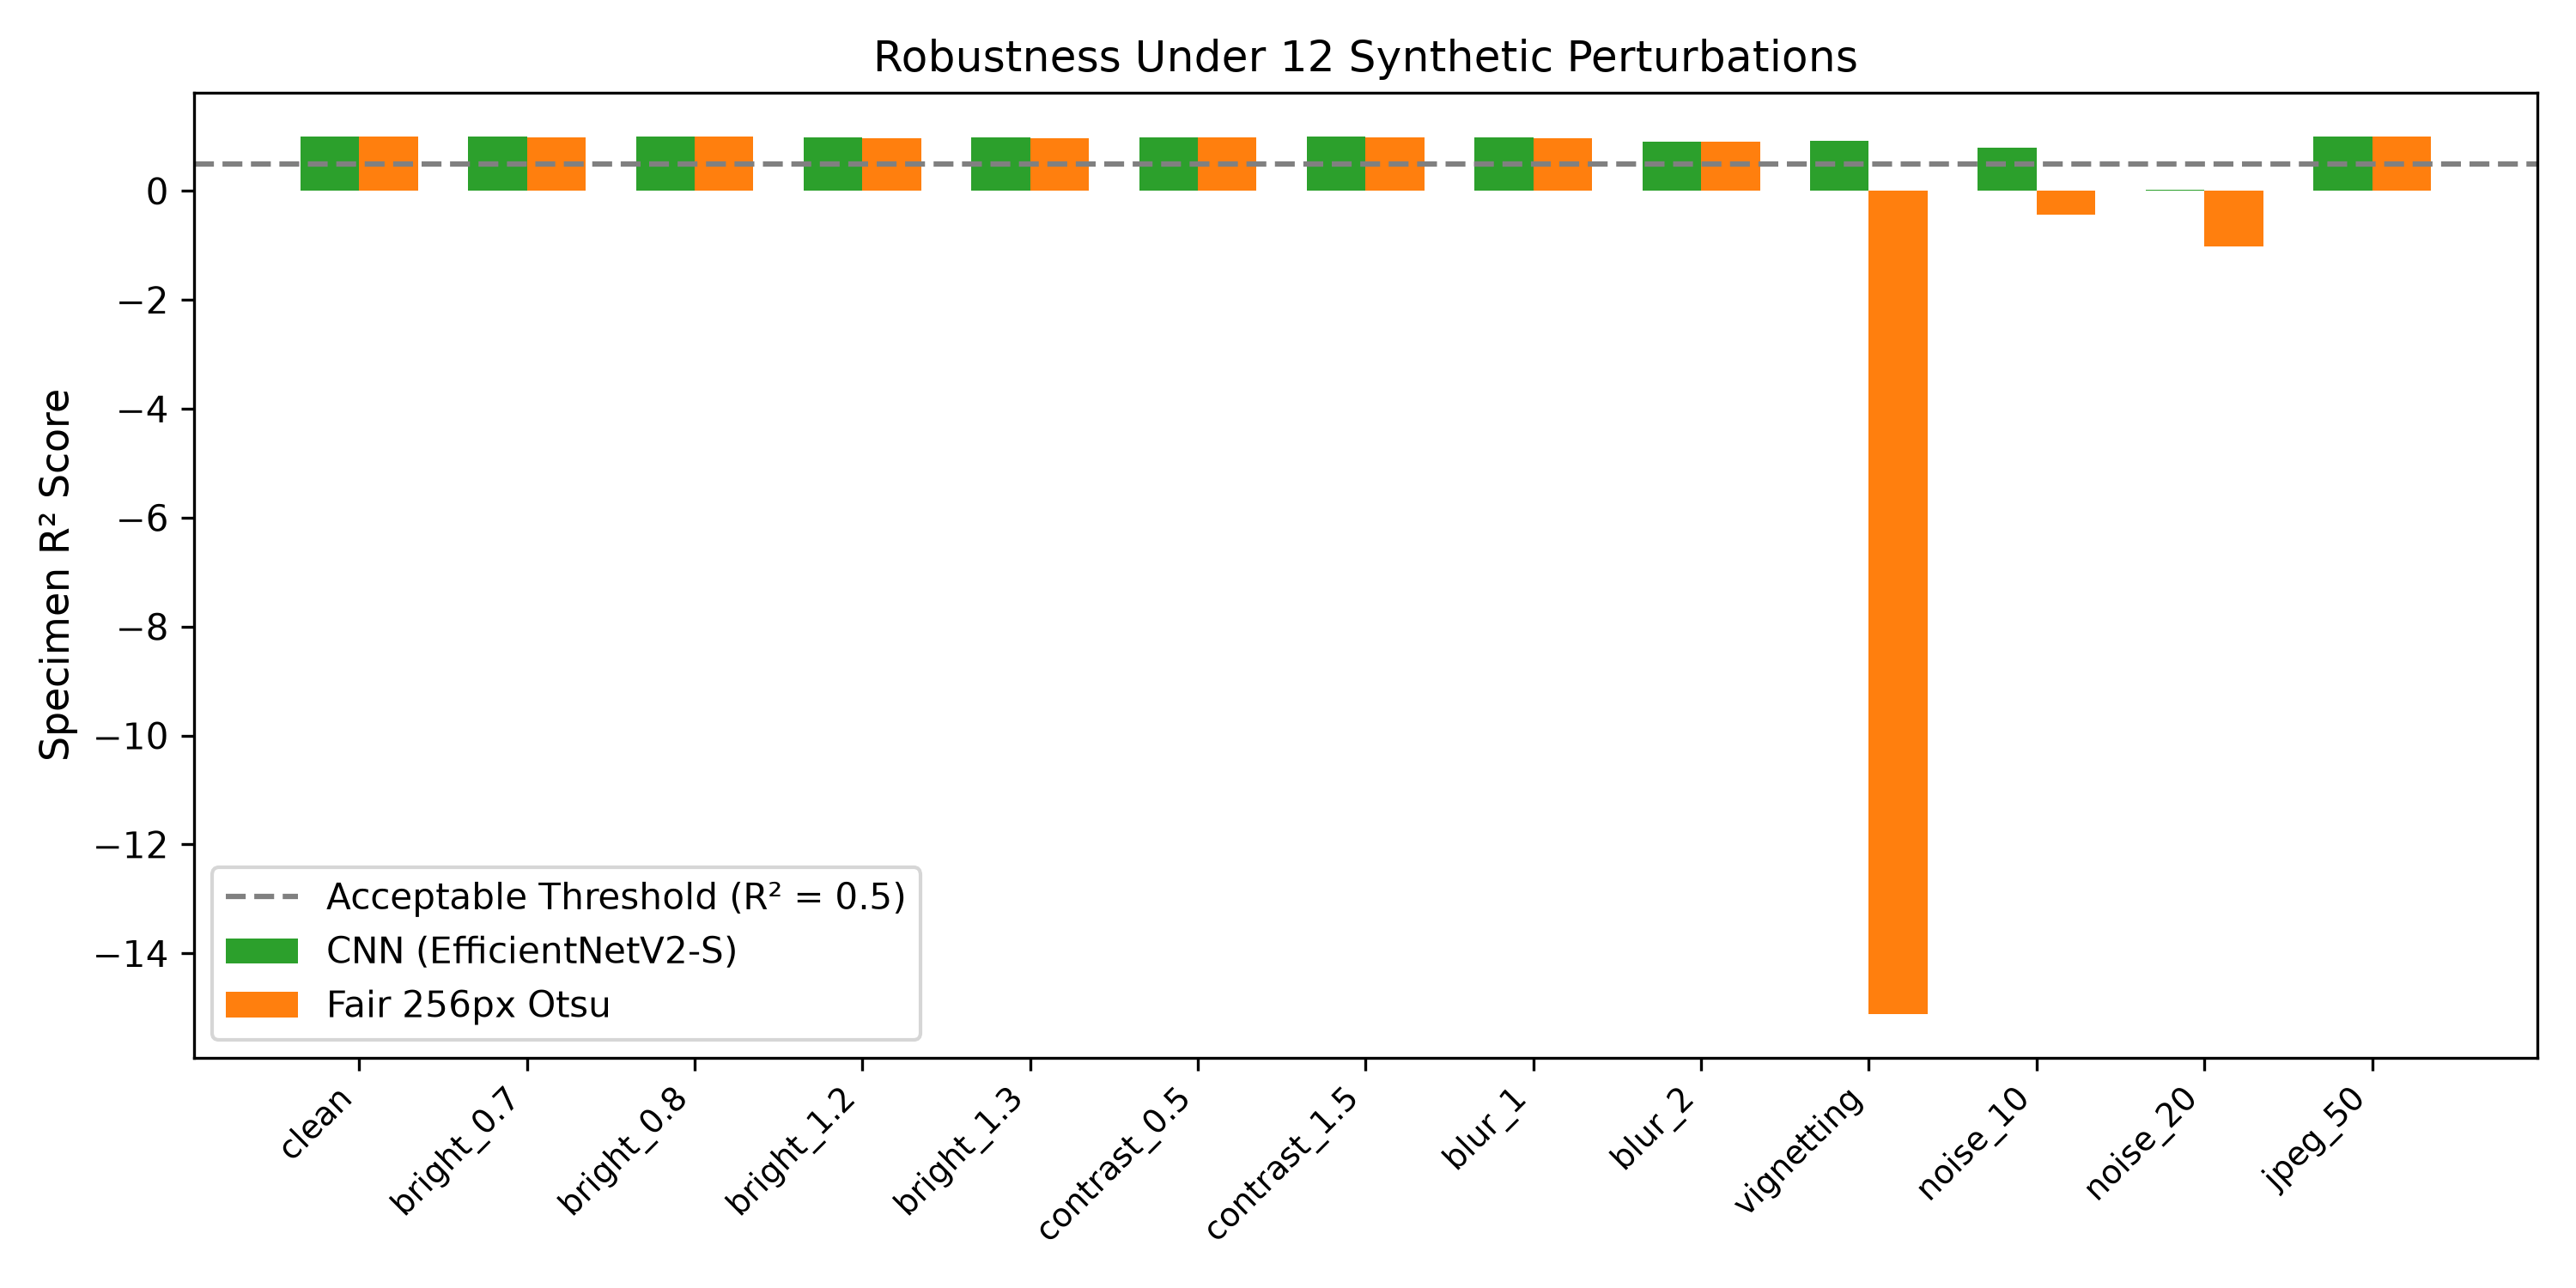 Robustness Under 12 Synthetic Perturbations
Specimen R² Score
0
−2
−4
−6
−8
−10
−12
−14
Acceptable Threshold (R² = 0.5)
CNN (EfficientNetV2-S)
Fair 256px Otsu
clean
bright_0.7
bright_0.8
bright_1.2
bright_1.3
contrast_0.5
contrast_1.5
blur_1
blur_2
vignetting
noise_10
noise_20
jpeg_50